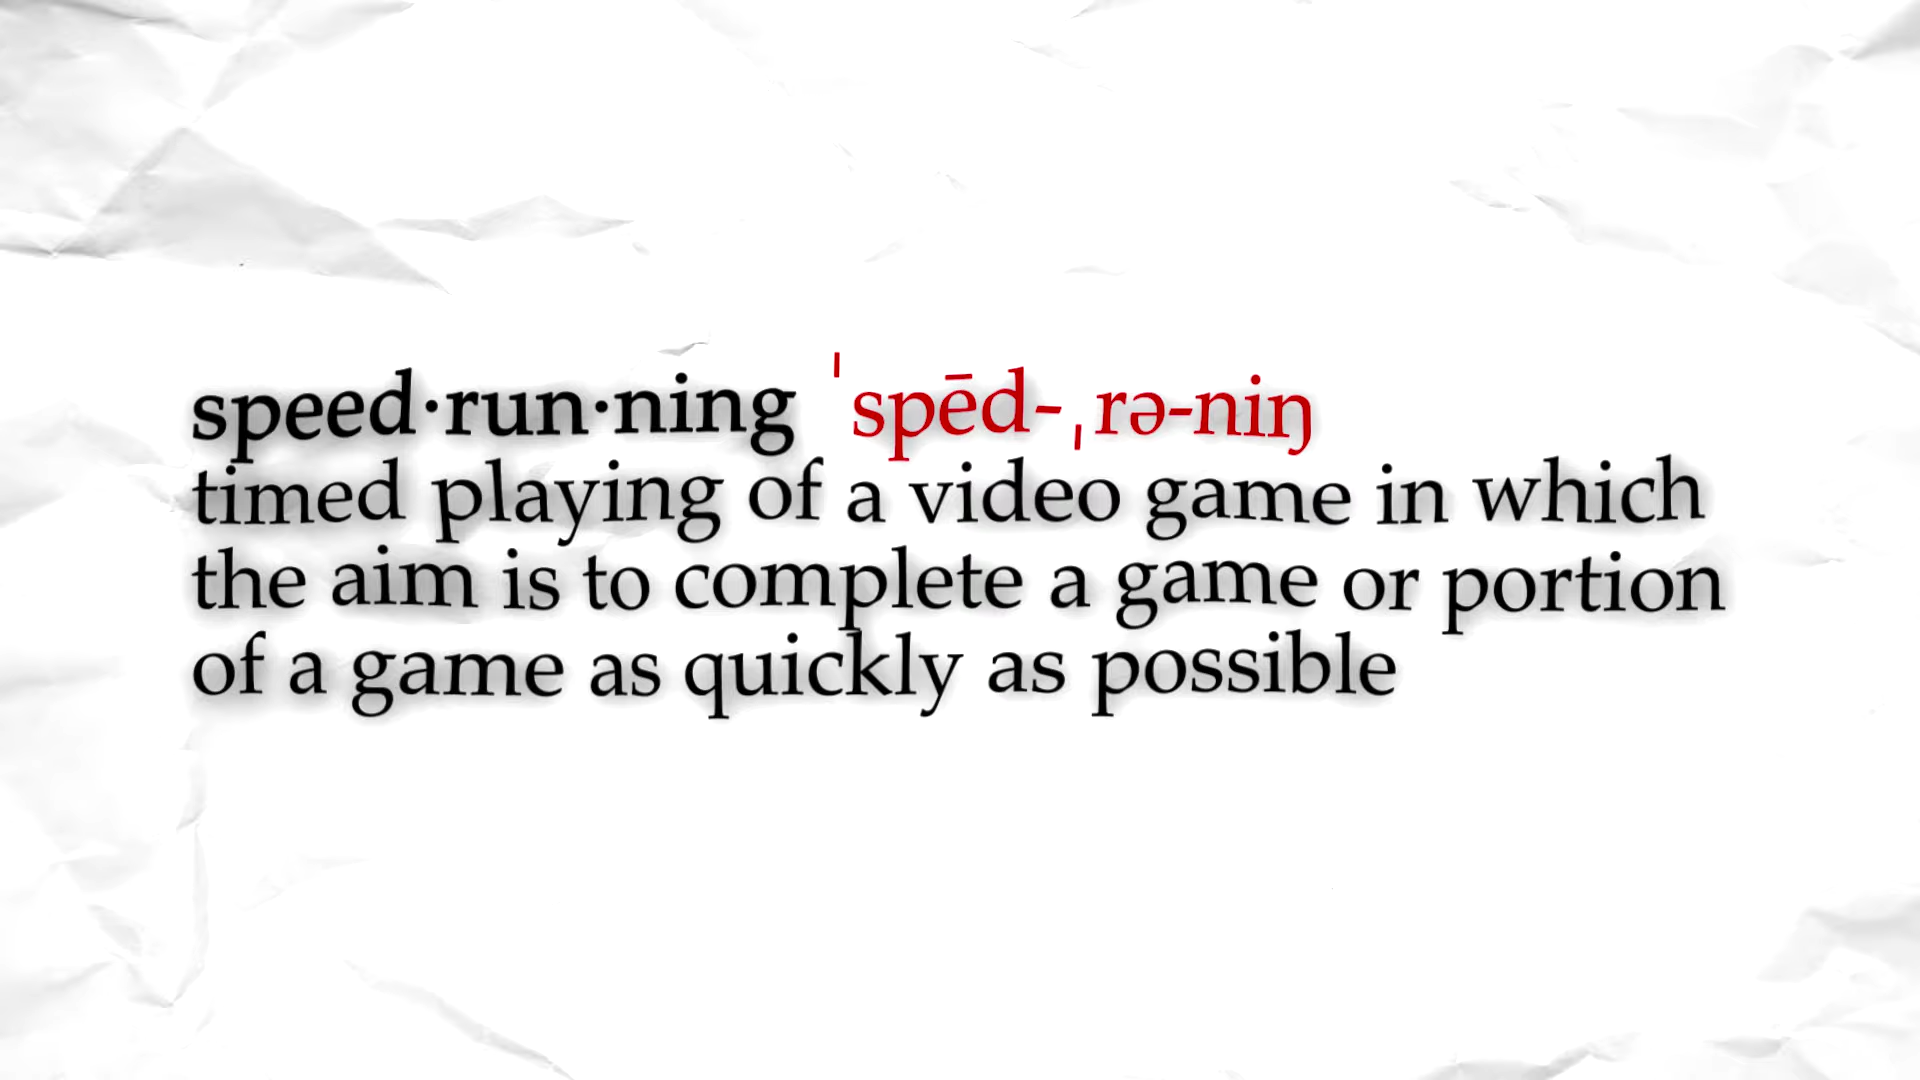 speed·run·ning ˈspēd-ˌrə-niŋ
timed playing of a video game in which
the aim is to complete a game or portion
of a game as quickly as possible